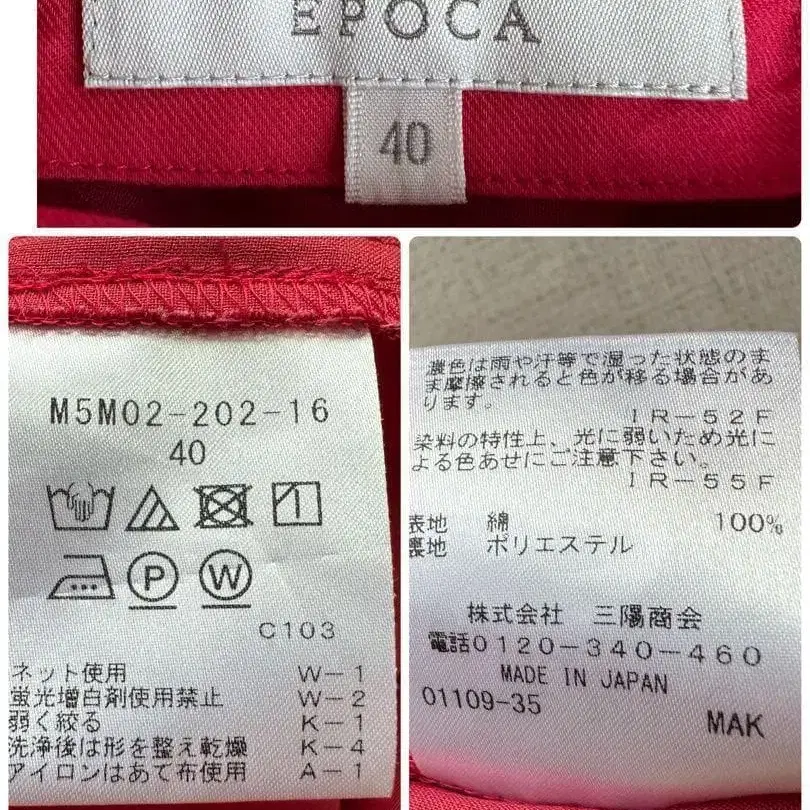 EPOCA
40
M5M02-202-16
40
P W
C103
ネット使用 W-1
蛍光増白剤使用禁止 W-2
弱く絞る K-1
洗浄後は形を整え乾燥 K-4
アイロンはあて布使用 A-1
濃色は雨や汗等で湿った状態のま
ま摩擦されると色が移る場合があ
ります。
IR-52F
染料の特性上、光に弱いため光に
よる色あせにご注意下さい。
IR-55F
表地 綿 100%
裏地 ポリエステル
株式会社 三陽商会
電話0120-340-460
MADE IN JAPAN
01109-35
MAK